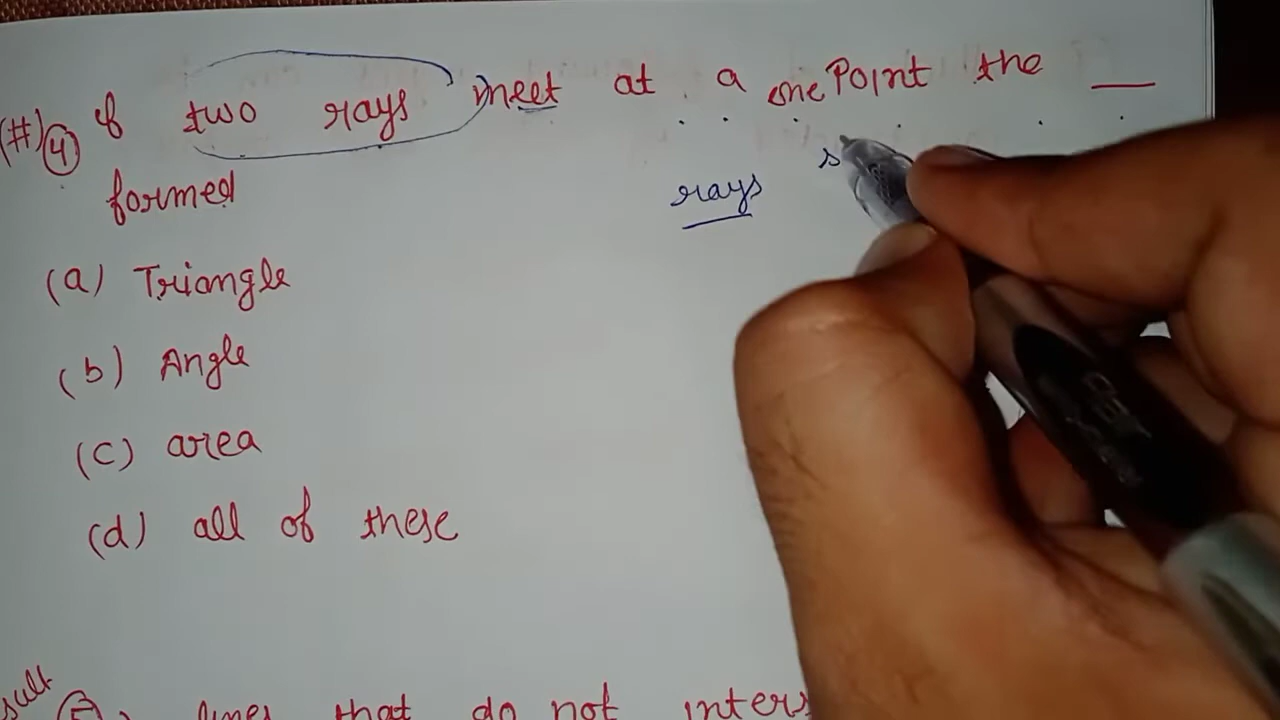 (#) ④ if two rays meet at a one Point the __
rays s
formed
(a) Triangle
(b) Angle
(c) area
(d) all of these
lines that do not inters